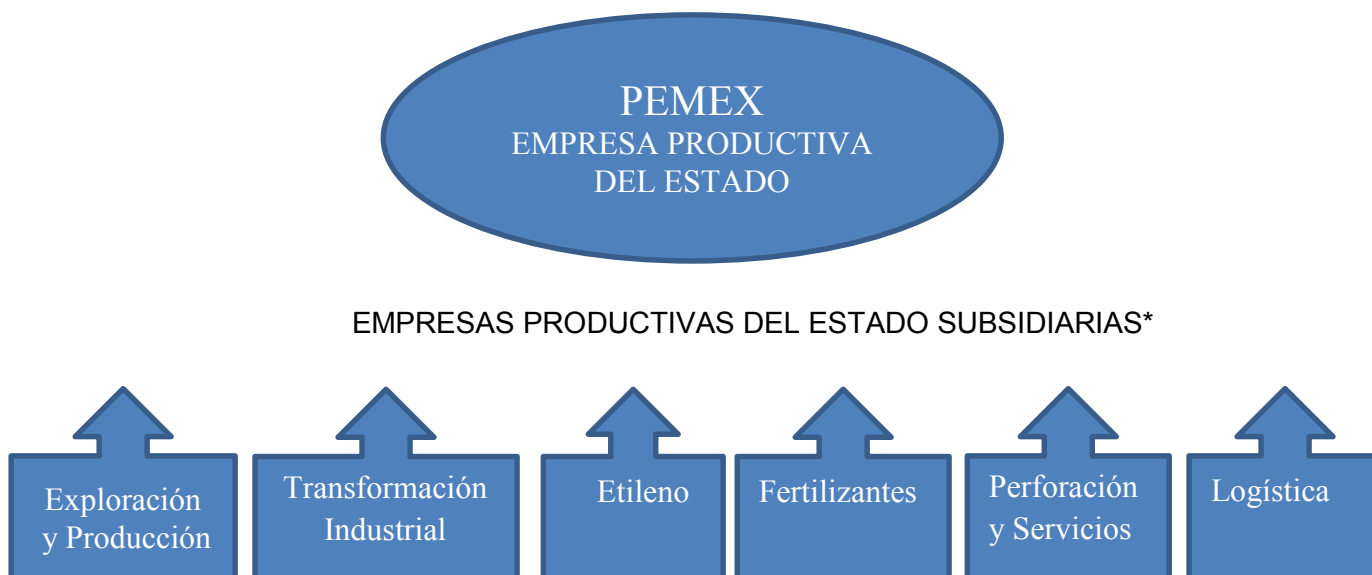 PEMEX
EMPRESA PRODUCTIVA
DEL ESTADO
EMPRESAS PRODUCTIVAS DEL ESTADO SUBSIDIARIAS*
Exploración
y Producción
Transformación
Industrial
Etileno
Fertilizantes
Perforación
y Servicios
Logística